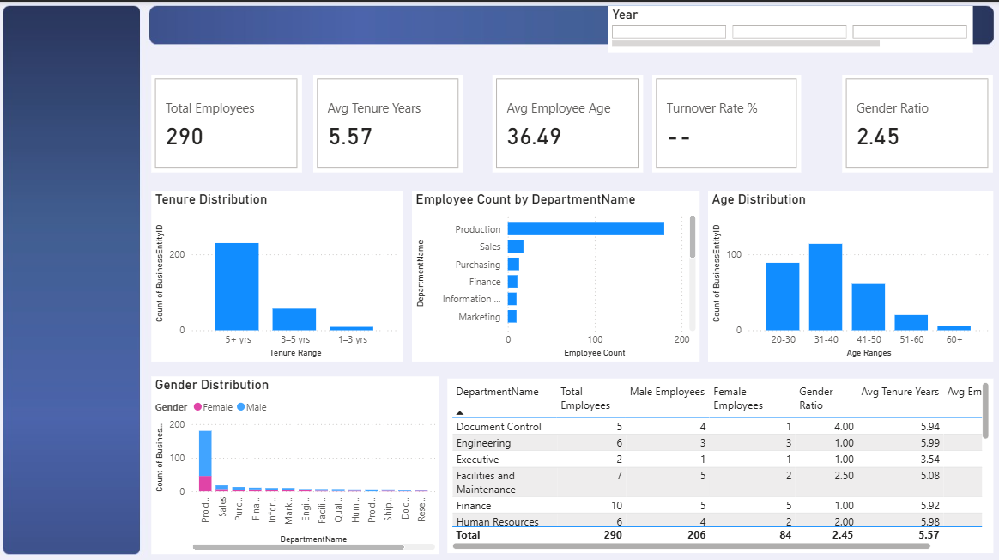 Year
Total Employees
290
Avg Tenure Years
5.57
Avg Employee Age
36.49
Turnover Rate %
--
Gender Ratio
2.45
Tenure Distribution
Count of BusinessEntityID
200
0
5+ yrs 3–5 yrs 1–3 yrs
Tenure Range
Employee Count by DepartmentName
DepartmentName
Production
Sales
Purchasing
Finance
Information ...
Marketing
0 100 200
Employee Count
Age Distribution
Count of BusinessEntityID
100
0
20-30 31-40 41-50 51-60 60+
Age Ranges
Gender Distribution
Gender Female Male
Count of Busines...
200
100
0
Prod... Sales Purc... Fina... Infor... Mark... Engi... Facili... Qual... Hum... Prod... Ship... Doc... Rese...
DepartmentName
DepartmentName Total Employees Male Employees Female Employees Gender Ratio Avg Tenure Years Avg Em
Document Control 5 4 1 4.00 5.94
Engineering 6 3 3 1.00 5.99
Executive 2 1 1 1.00 3.54
Facilities and 7 5 2 2.50 5.08
Maintenance
Finance 10 5 5 1.00 5.92
Human Resources 6 4 2 2.00 5.98
Total 290 206 84 2.45 5.57